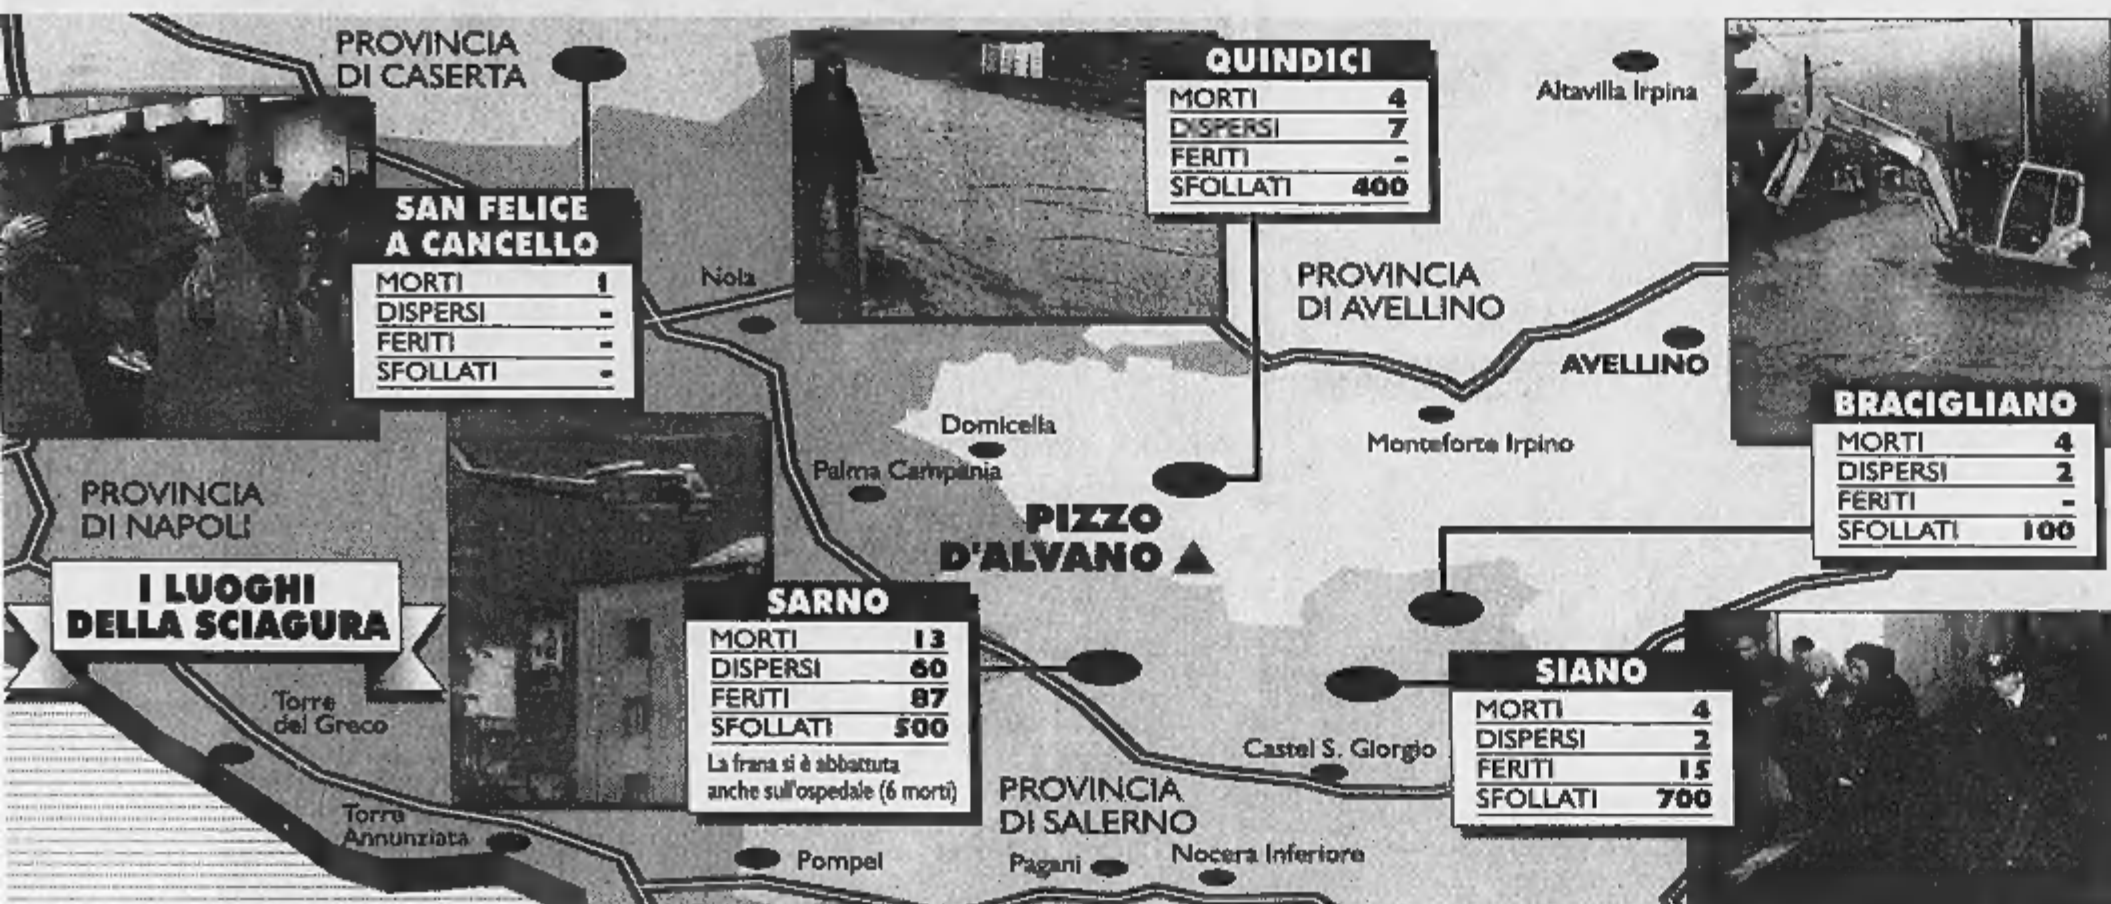 PROVINCIA
DI CASERTA
SAN FELICE
A CANCELLO
MORTI 1
DISPERSI -
FERITI -
SFOLLATI -
Nola
QUINDICI
MORTI 4
DISPERSI 7
FERITI -
SFOLLATI 400
Altavilla Irpina
PROVINCIA
DI AVELLINO
AVELLINO
Monteforte Irpino
BRACIGLIANO
MORTI 4
DISPERSI 2
FERITI -
SFOLLATI 100
Domicella
Palma Campania
PIZZO
D'ALVANO
PROVINCIA
DI NAPOLI
I LUOGHI
DELLA SCIAGURA
SARNO
MORTI 13
DISPERSI 60
FERITI 87
SFOLLATI 500
La frana si è abbattuta
anche sull'ospedale (6 morti)
SIANO
MORTI 4
DISPERSI 2
FERITI 15
SFOLLATI 700
Castel S. Giorgio
PROVINCIA
DI SALERNO
Torre
del Greco
Torre
Annunziata
Pompei
Pagani
Nocera Inferiore